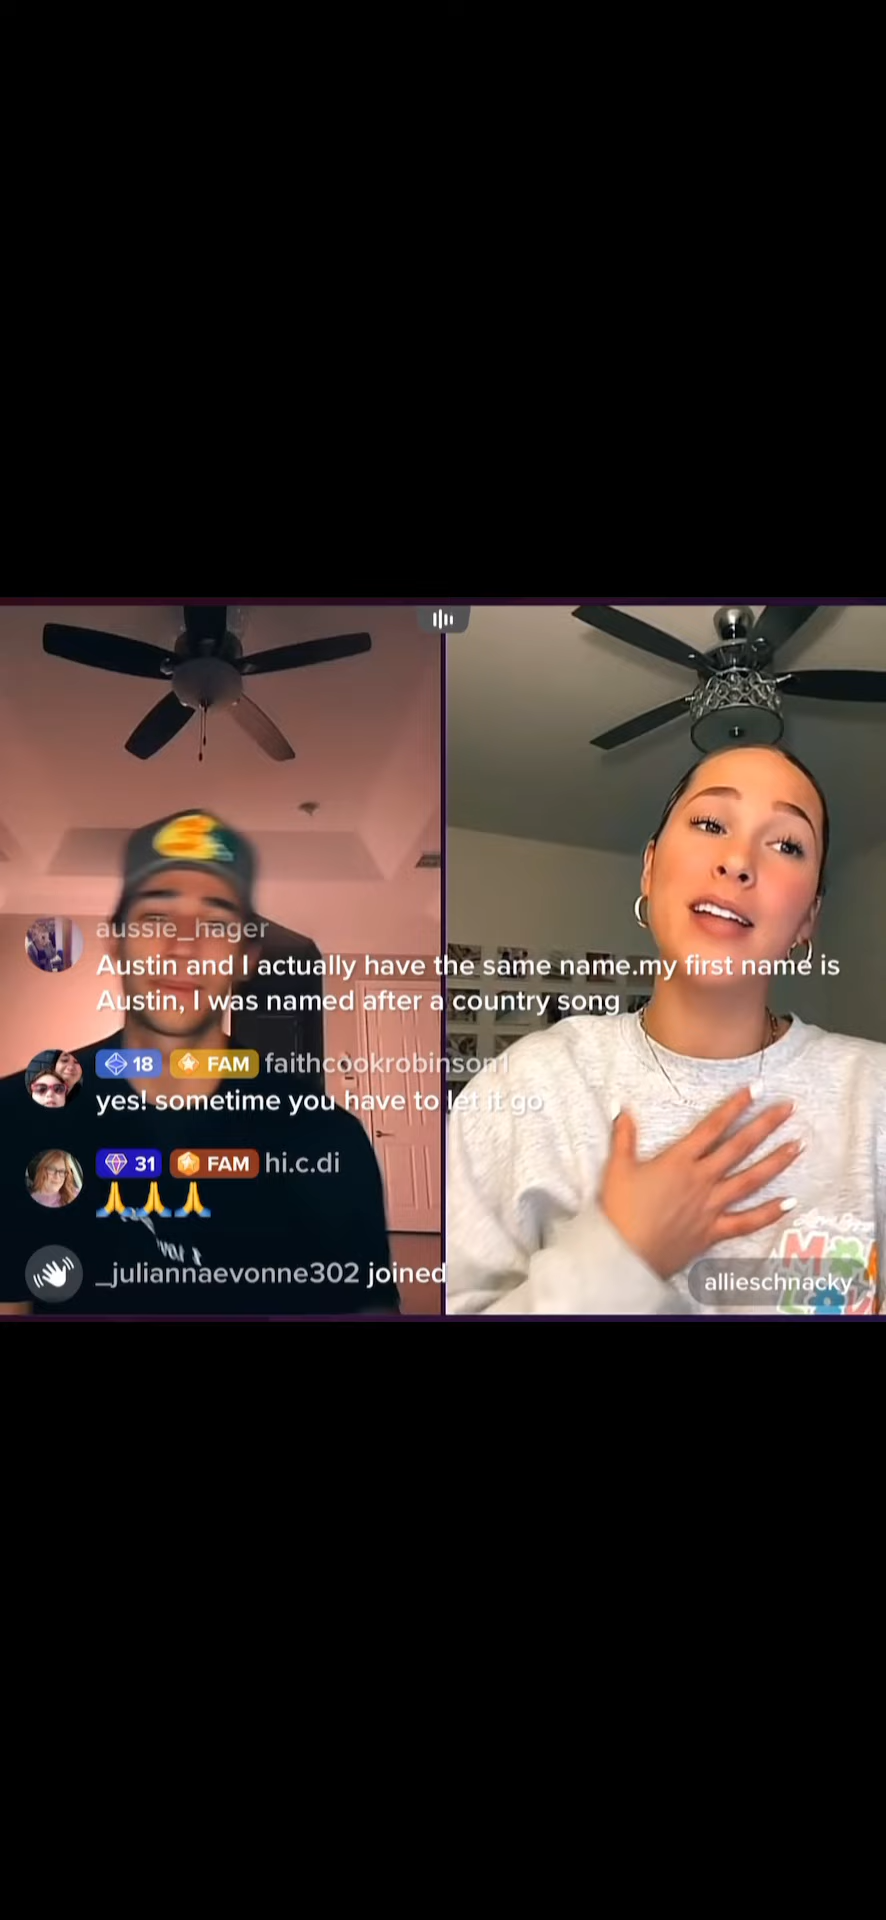 aussie_hager
Austin and I actually have the same name.my first name is
Austin, I was named after a country song
18 FAM faithcookrobinson1
yes! sometime you have to let it go
31 FAM hi.c.di
🙏🙏🙏
_juliannaevonne302 joined
allieschnacky